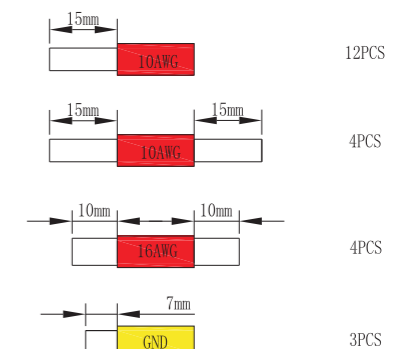 15mm
10AWG 12PCS
15mm 15mm
10AWG 4PCS
10mm 10mm
16AWG 4PCS
7mm
GND 3PCS